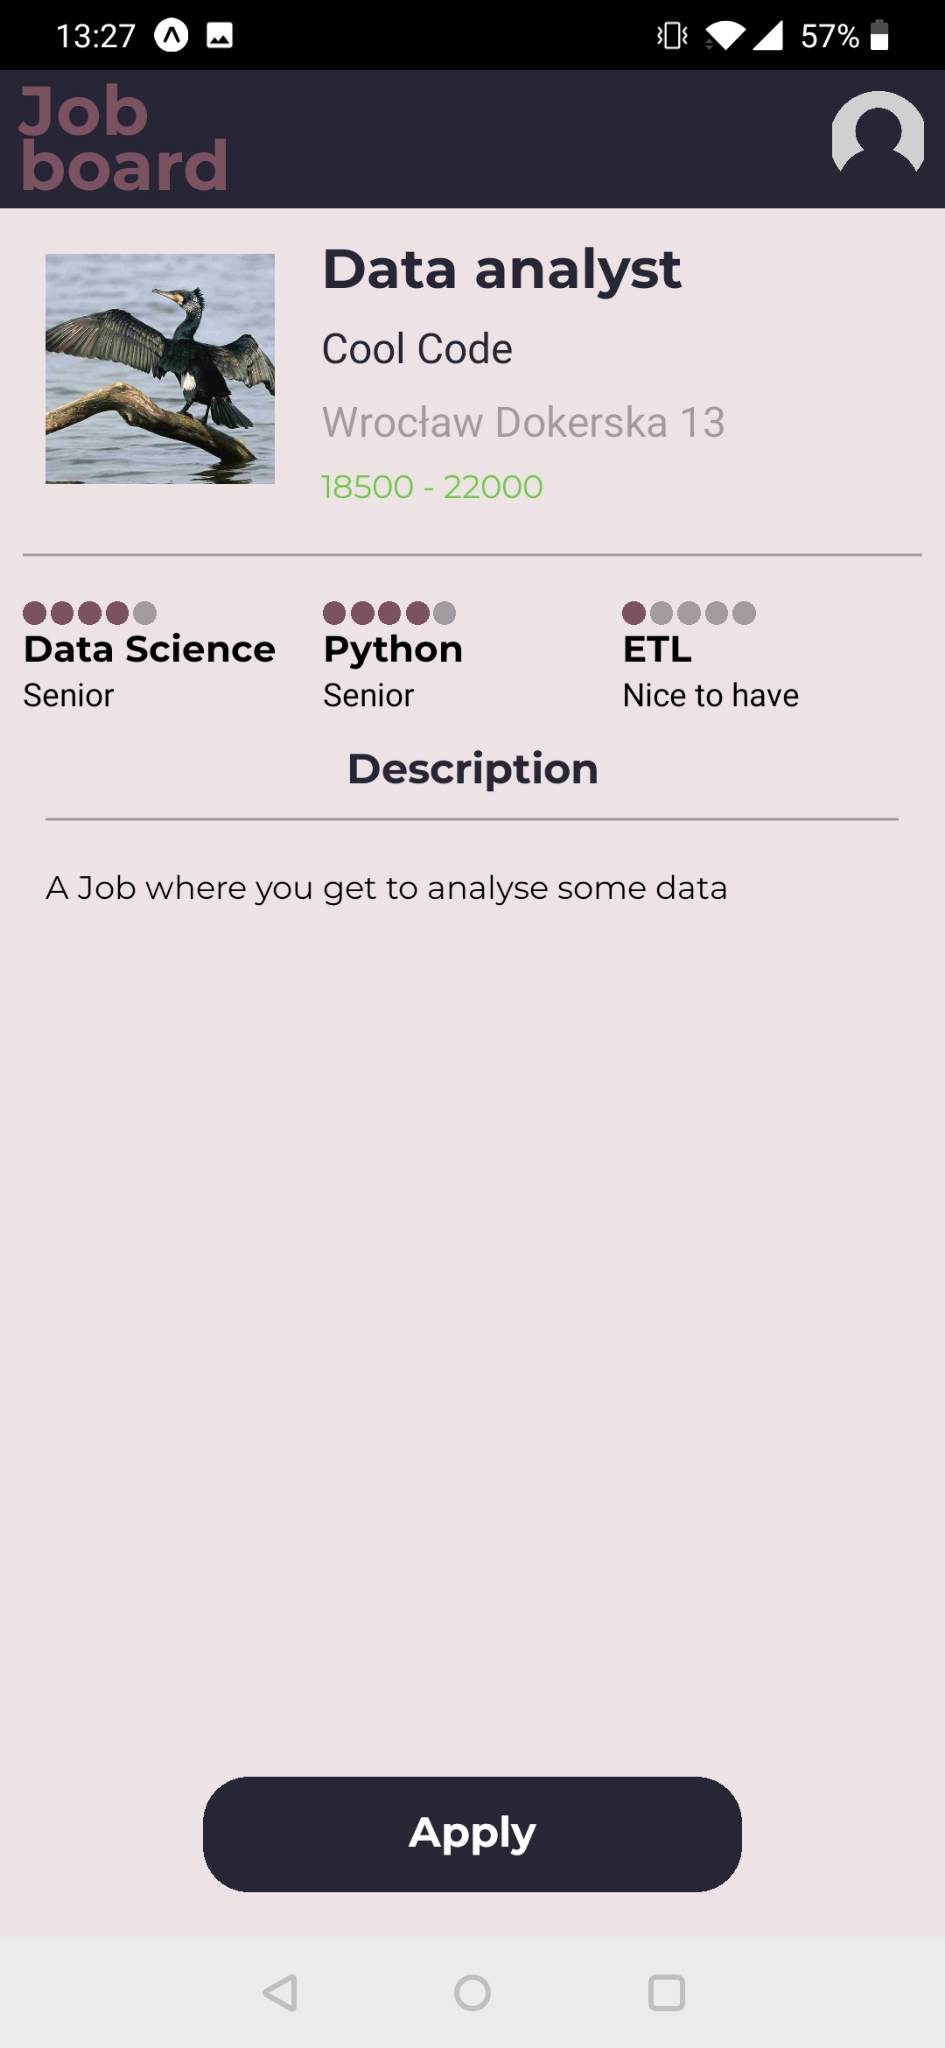 13:27 57%
Job
board
Data analyst
Cool Code
Wrocław Dokerska 13
18500 - 22000
Data Science Python ETL
Senior Senior Nice to have
Description
A Job where you get to analyse some data
Apply